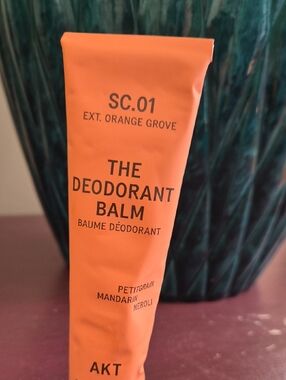 SC.01
EXT. ORANGE GROVE
THE
DEODORANT
BALM
BAUME DÉODORANT
PETITGRAIN
MANDARIN
NEROLI
AKT